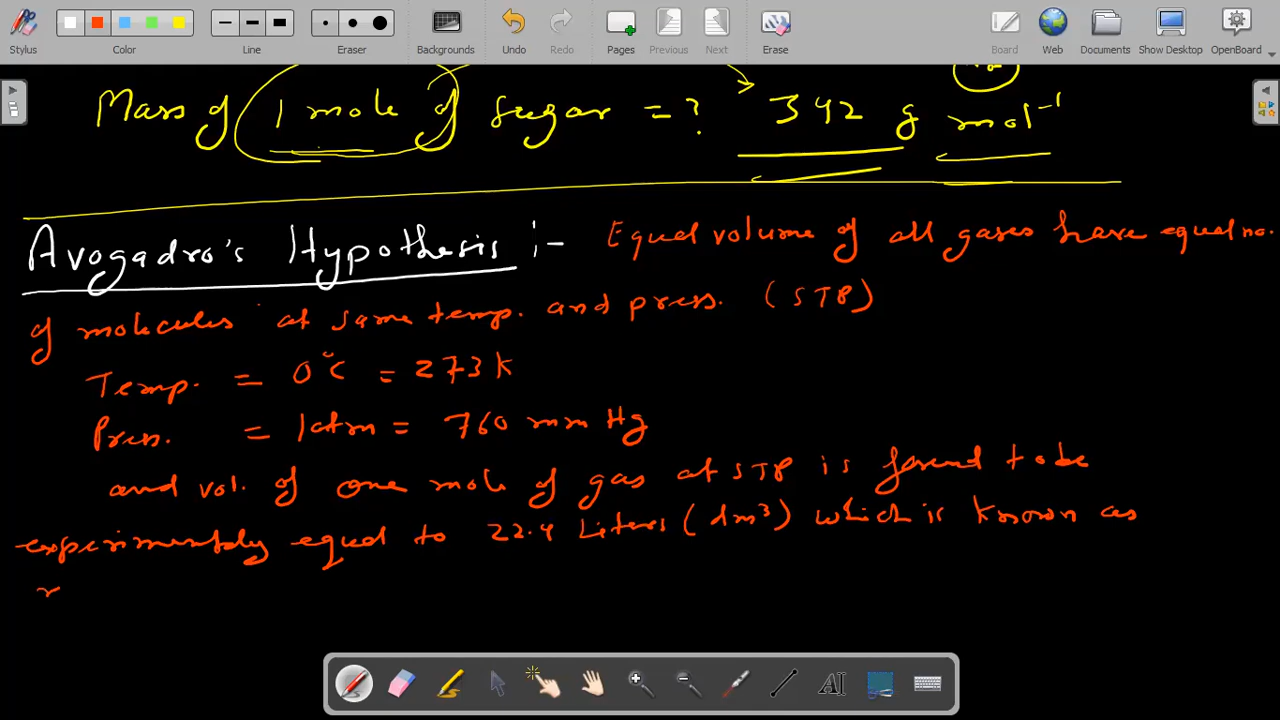 Stylus Color Line Eraser Backgrounds Undo Redo Pages Previous Next Erase Board Web Documents Show Desktop OpenBoard
Mass of 1 mole of sugar = ? 342 g mol⁻¹
Avogadro's Hypothesis :- Equal volume of all gases have equal no.
of molecules at same temp. and press. (STP)
Temp. = 0°C = 273 K
Press. = 1 atm = 760 mm Hg
and vol. of one mole of gas at STP is found to be
experimentaly equal to 22.4 Liters (dm³) which is known as